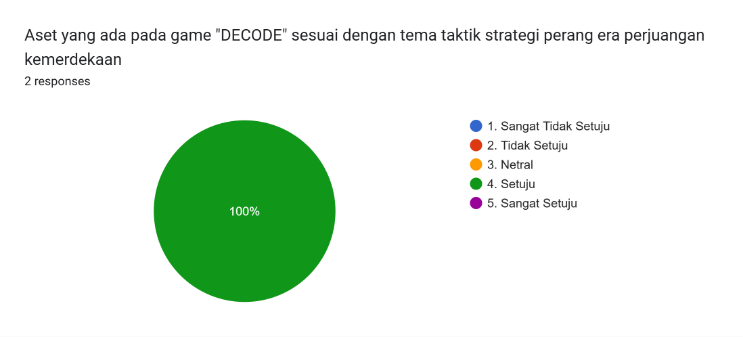 Aset yang ada pada game "DECODE" sesuai dengan tema taktik strategi perang era perjuangan
kemerdekaan
2 responses
100%
1. Sangat Tidak Setuju
2. Tidak Setuju
3. Netral
4. Setuju
5. Sangat Setuju